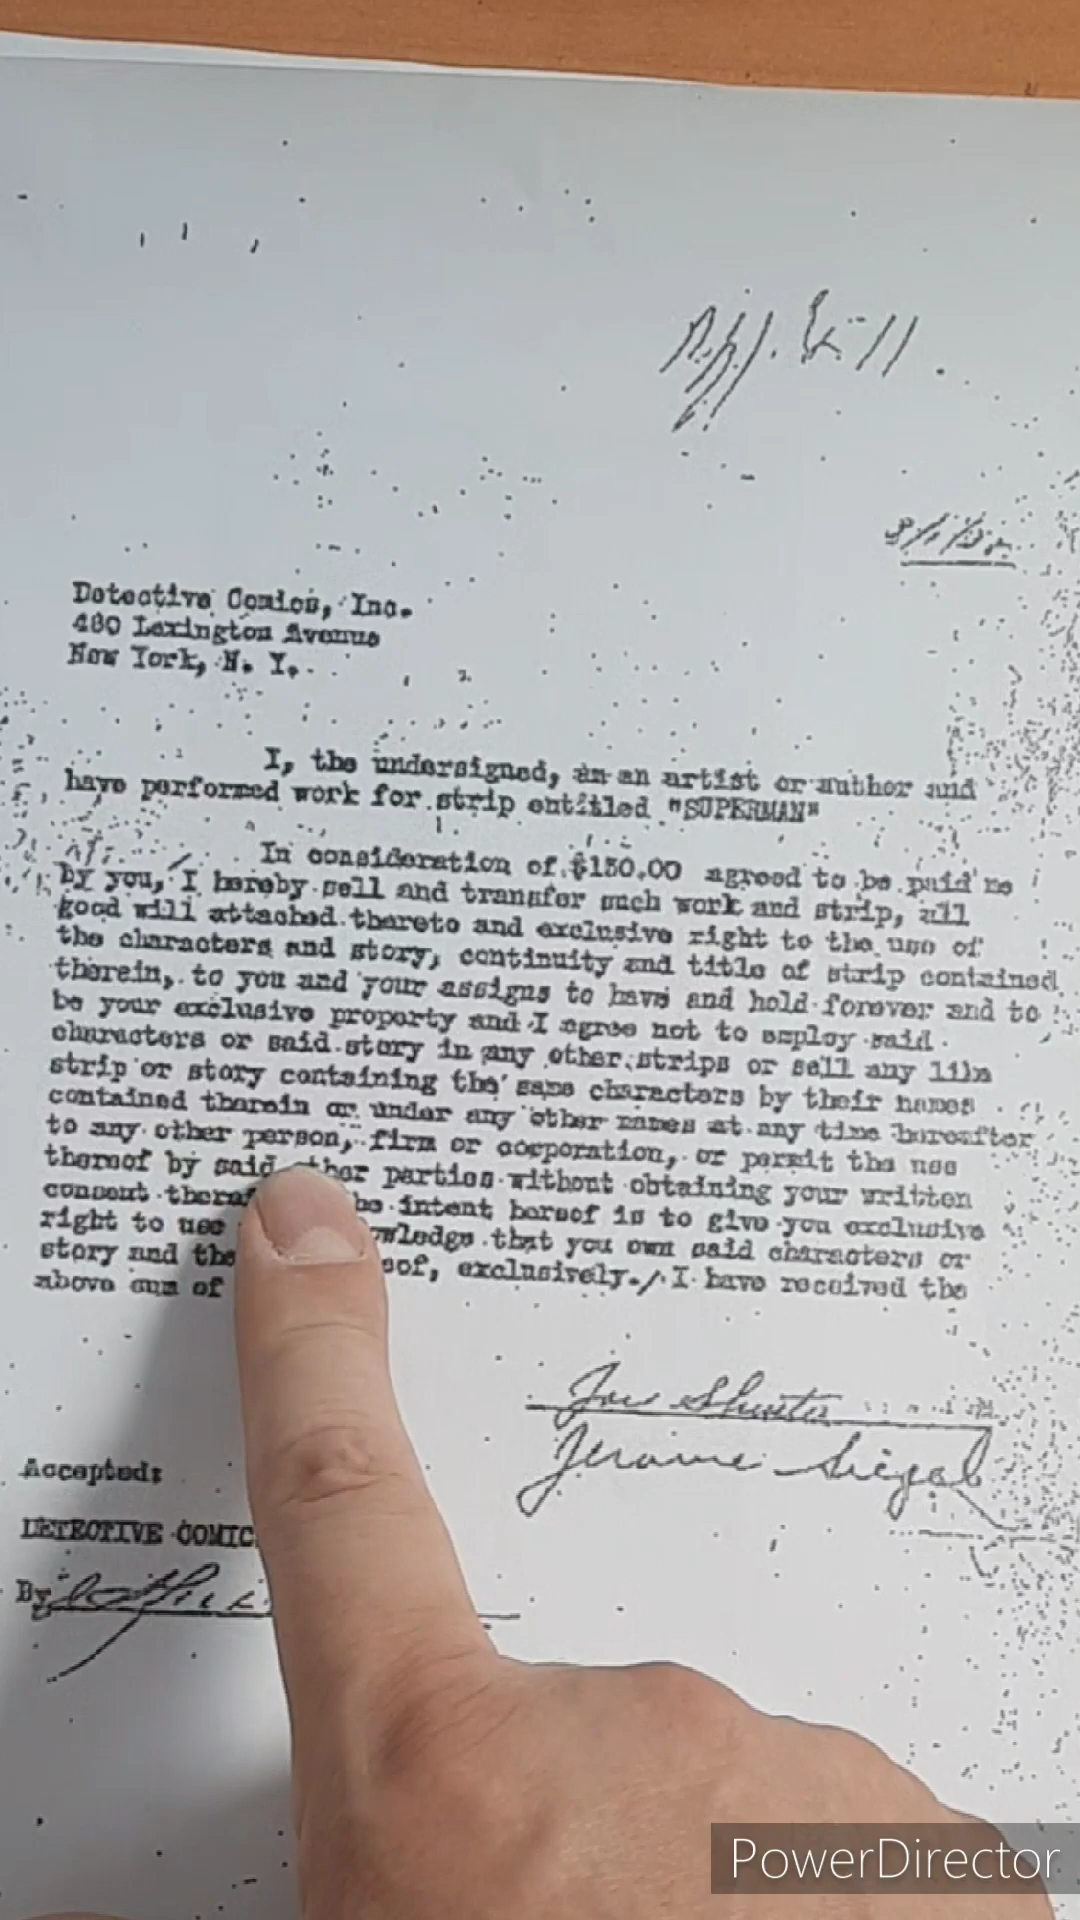 3/1/38
Detective Comics, Inc.
480 Lexington Avenue
New York, N. Y.
I, the undersigned, am an artist or author and
have performed work for strip entitled "SUPERMAN"
In consideration of $130.00 agreed to be paid me
by you, I hereby sell and transfer such work and strip, all
good will attached thereto and exclusive right to the use of
the characters and story, continuity and title of strip contained
therein, to you and your assigns to have and hold forever and to
be your exclusive property and I agree not to employ said
characters or said story in any other strips or sell any like
strip or story containing the same characters by their names
contained therein or under any other names at any time hereafter
to any other person, firm or corporation, or permit the use
thereof by said other parties without obtaining your written
consent intent hereof is to give you exclusive
right to use that you own said characters or
story and the exclusively. I have received the
above sum of
Joe Shuster
Jerome Siegel
Accepted:
DETECTIVE COMIC
By
PowerDirector